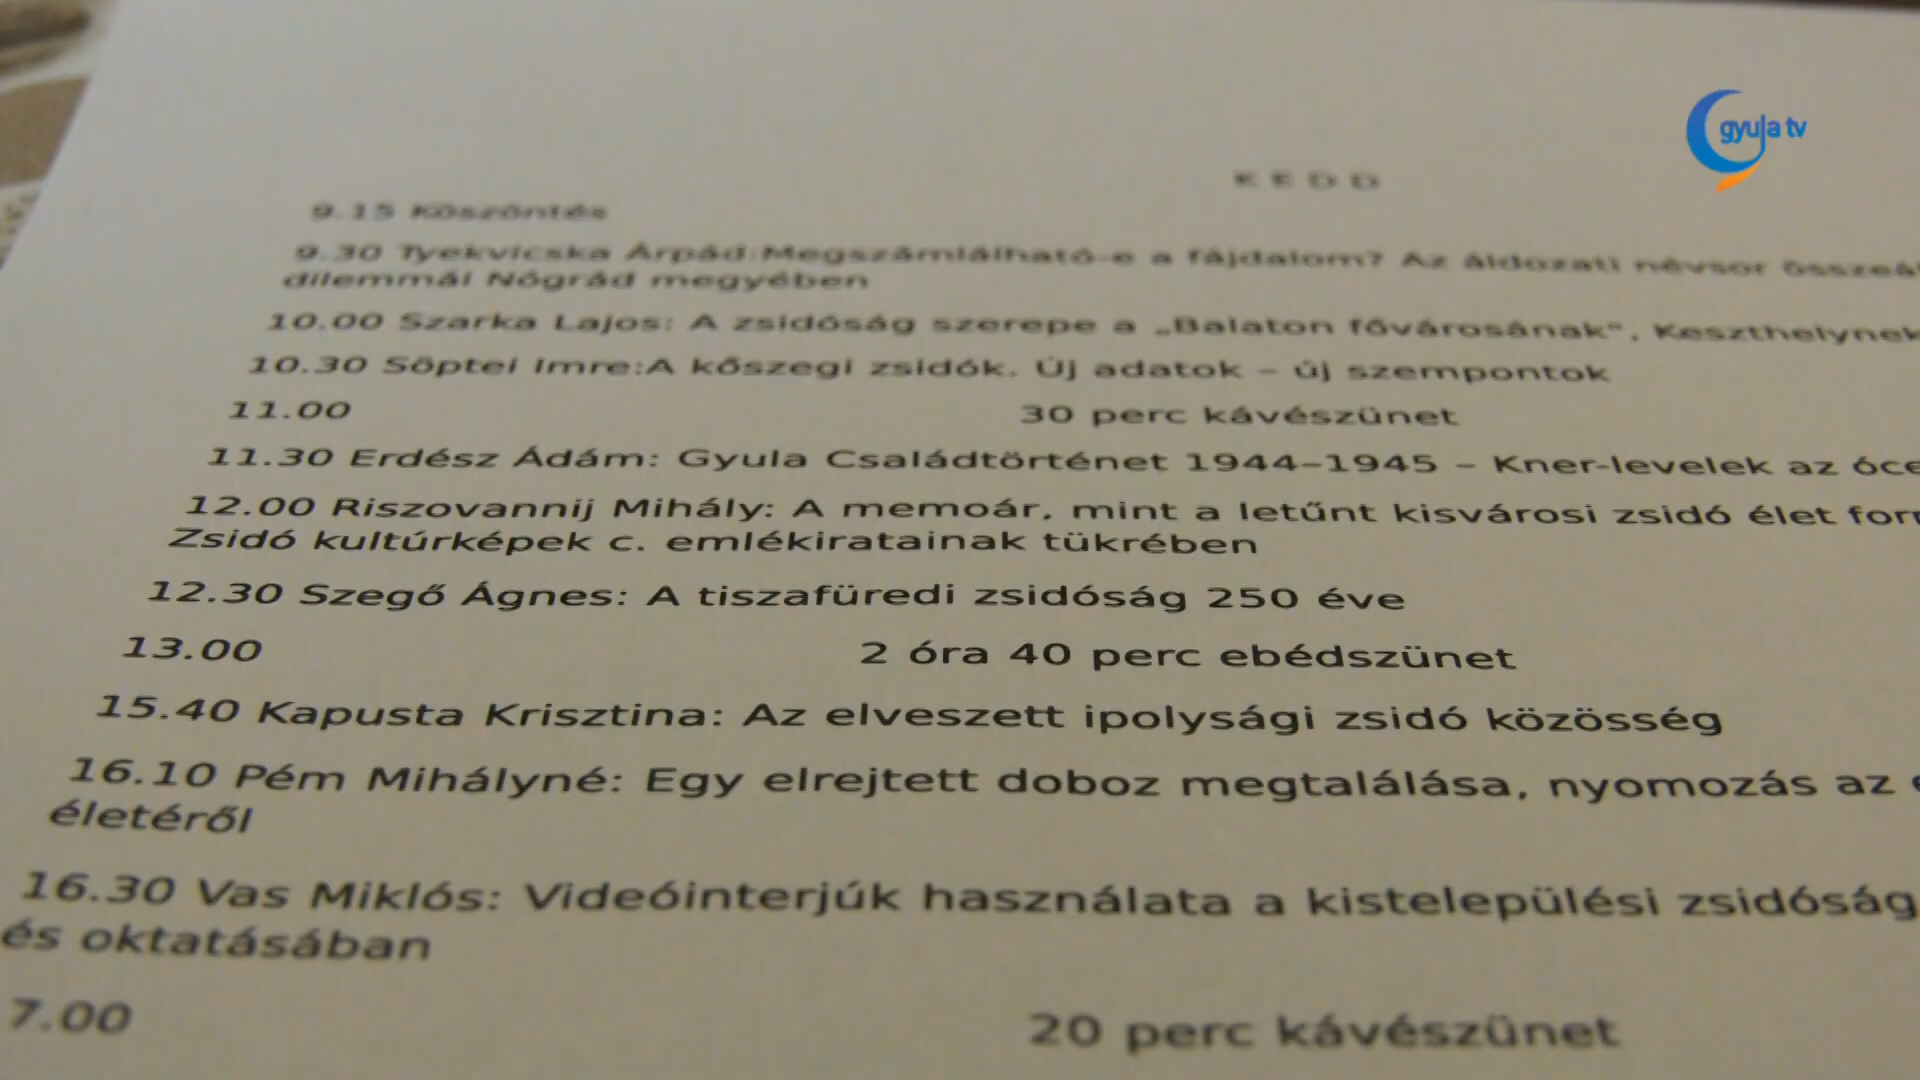 gyula tv
K E D D
9.15 Köszöntés
9.30 Tyekvicska Árpád:Megszámlálható-e a fájdalom? Az áldozati névsor
dilemmái Nógrád megyében
10.00 Szarka Lajos: A zsidóság szerepe a „Balaton fővárosának", Keszthelynek
10.30 Söptei Imre:A kőszegi zsidók. Új adatok – új szempontok
11.00 30 perc kávészünet
11.30 Erdész Ádám: Gyula Családtörténet 1944–1945 – Kner-levelek az
12.00 Riszovannij Mihály: A memoár, mint a letűnt kisvárosi zsidó élet
Zsidó kultúrképek c. emlékiratainak tükrében
12.30 Szegő Ágnes: A tiszafüredi zsidóság 250 éve
13.00 2 óra 40 perc ebédszünet
15.40 Kapusta Krisztina: Az elveszett ipolysági zsidó közösség
16.10 Pém Mihályné: Egy elrejtett doboz megtalálása, nyomozás az
életéről
16.30 Vas Miklós: Videóinterjúk használata a kistelepülési zsidóság
és oktatásában
7.00 20 perc kávészünet